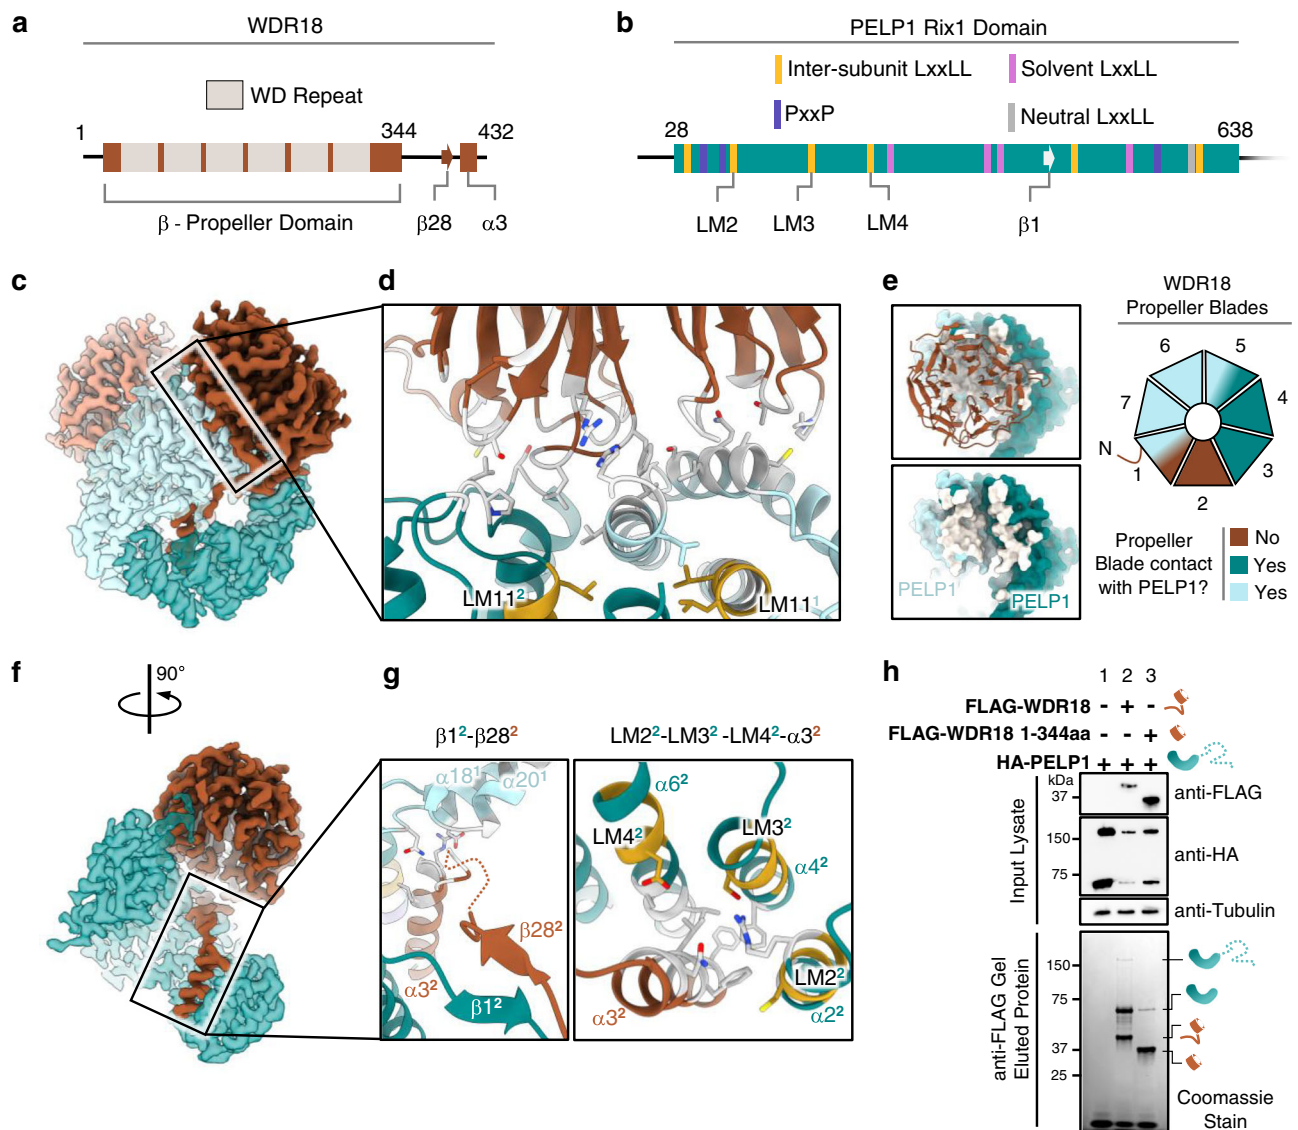 a
WDR18
WD Repeat
1
344
432
β - Propeller Domain
β28
α3
b
PELP1 Rix1 Domain
Inter-subunit LxxLL
Solvent LxxLL
PxxP
Neutral LxxLL
28
638
LM2
LM3
LM4
β1
c
d
LM11²
LM11¹
e
PELP1
PELP1
WDR18
Propeller Blades
6
5
7
4
N
1
3
2
Propeller
Blade contact
with PELP1?
No
Yes
Yes
f
90°
g
β1²-β28²
LM2²-LM3² -LM4²-α3²
α18¹
α20¹
β28²
α3²
β1²
α6²
LM4²
LM3²
α4²
LM2²
α3²
α2²
h
1 2 3
FLAG-WDR18 - + -
FLAG-WDR18 1-344aa - - +
HA-PELP1 + + +
kDa
37
anti-FLAG
Input Lysate
150
anti-HA
75
anti-Tubulin
anti-FLAG Gel
Eluted Protein
150
75
37
25
Coomassie
Stain